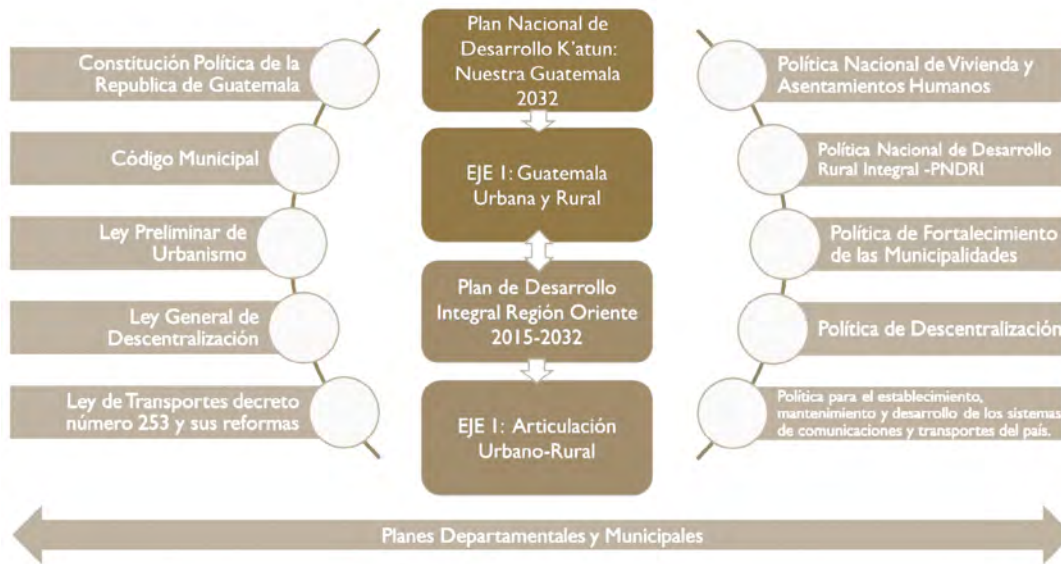 Constitución Política de la
Republica de Guatemala
Código Municipal
Ley Preliminar de
Urbanismo
Ley General de
Descentralización
Ley de Transportes decreto
número 253 y sus reformas
Plan Nacional de
Desarrollo K'atun:
Nuestra Guatemala
2032
EJE 1: Guatemala
Urbana y Rural
Plan de Desarrollo
Integral Región Oriente
2015-2032
EJE 1: Articulación
Urbano-Rural
Política Nacional de Vivienda y
Asentamientos Humanos
Política Nacional de Desarrollo
Rural Integral -PNDRI
Política de Fortalecimiento
de las Municipalidades
Política de Descentralización
Política para el establecimiento,
mantenimiento y desarrollo de los sistemas
de comunicaciones y transportes del país.
Planes Departamentales y Municipales